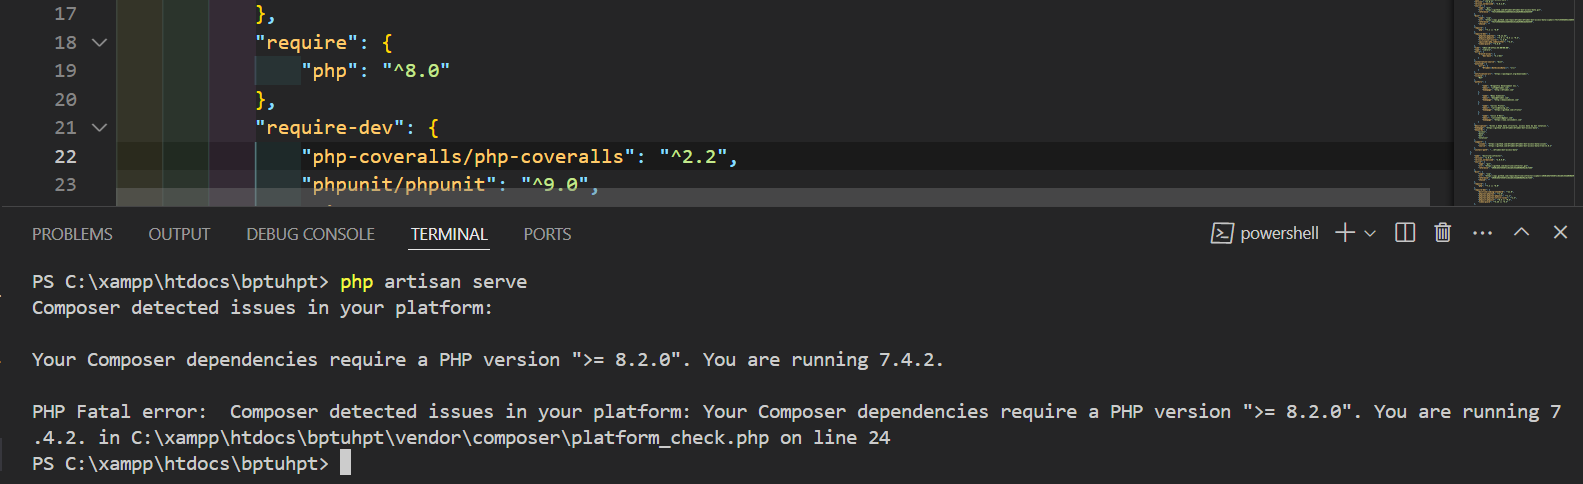 17 },
18 "require": {
19 "php": "^8.0"
20 },
21 "require-dev": {
22 "php-coveralls/php-coveralls": "^2.2",
23 "phpunit/phpunit": "^9.0",
PROBLEMS OUTPUT DEBUG CONSOLE TERMINAL PORTS powershell
PS C:\xampp\htdocs\bptuhpt> php artisan serve
Composer detected issues in your platform:
Your Composer dependencies require a PHP version ">= 8.2.0". You are running 7.4.2.
PHP Fatal error:  Composer detected issues in your platform: Your Composer dependencies require a PHP version ">= 8.2.0". You are running 7
.4.2. in C:\xampp\htdocs\bptuhpt\vendor\composer\platform_check.php on line 24
PS C:\xampp\htdocs\bptuhpt>